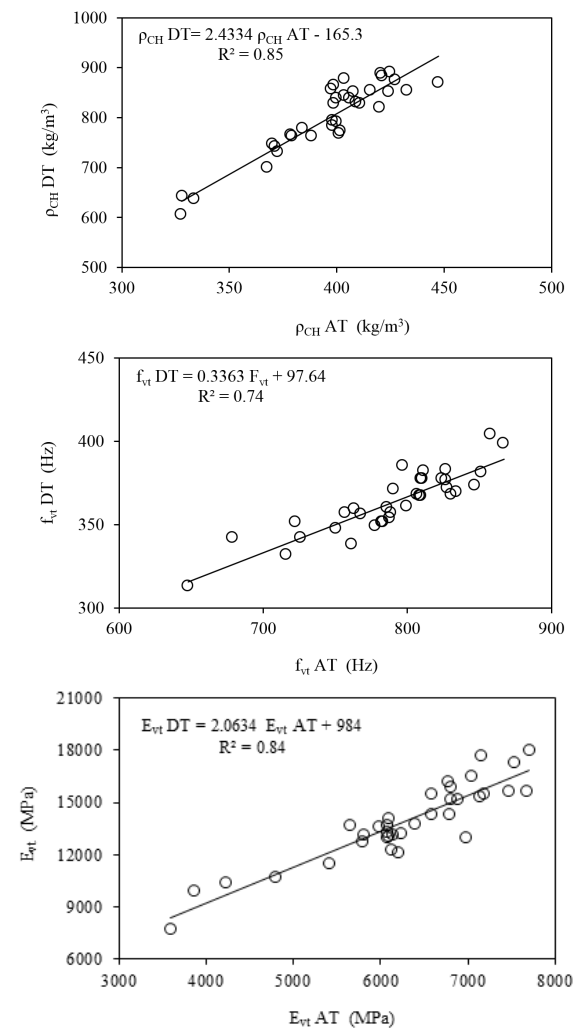 1000
ρCH DT= 2.4334 ρCH AT - 165.3
R² = 0.85
900
800
700
600
500
ρCH DT (kg/m³)
300 350 400 450 500
ρCH AT (kg/m³)
450
fvt DT = 0.3363 Fvt + 97.64
R² = 0.74
400
350
300
fvt DT (Hz)
600 700 800 900
fvt AT (Hz)
21000
Evt DT = 2.0634 Evt AT + 984
R² = 0.84
18000
15000
12000
9000
6000
Evt (MPa)
3000 4000 5000 6000 7000 8000
Evt AT (MPa)